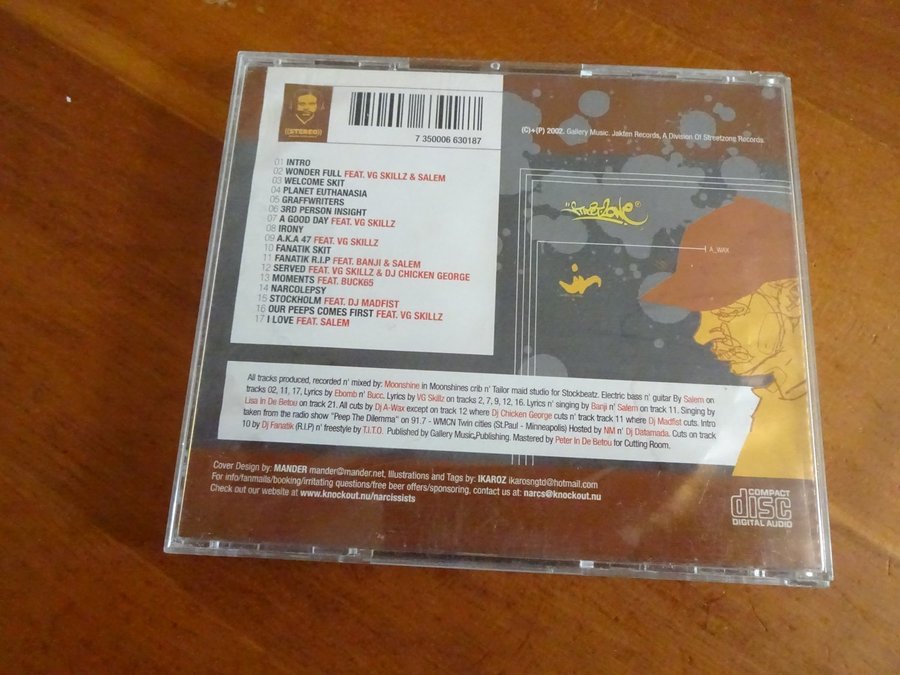 ((STEREO))
7 350006 630187
(C)+(P) 2002. Gallery Music. Jakten Records, A Division Of Streetzone Records.
01 INTRO
02 WONDER FULL FEAT. VG SKILLZ & SALEM
03 WELCOME SKIT
04 PLANET EUTHANASIA
05 GRAFFWRITERS
06 3RD PERSON INSIGHT
07 A GOOD DAY FEAT. VG SKILLZ
08 IRONY
09 A.K.A 47 FEAT. VG SKILLZ
10 FANATIK SKIT
11 FANATIK R.I.P FEAT. BANJI & SALEM
12 SERVED FEAT. VG SKILLZ & DJ CHICKEN GEORGE
13 MOMENTS FEAT. BUCK65
14 NARCOLEPSY
15 STOCKHOLM FEAT. DJ MADFIST
16 OUR PEEPS COMES FIRST FEAT. VG SKILLZ
17 I LOVE FEAT. SALEM
A_WAX
All tracks produced, recorded n' mixed by: Moonshine in Moonshines crib n' Tailor maid studio for Stockbeatz. Electric bass n' guitar By Salem on
tracks 02, 11, 17, Lyrics by Ebomb n' Bucc. Lyrics by VG Skillz on tracks 2, 7, 9, 12, 16. Lyrics n' singing by Banji n' Salem on track 11. Singing by
Lisa In De Betou on track 21. All cuts by Dj A-Wax except on track 12 where Dj Chicken George cuts n' track track 11 where Dj Madfist cuts. Intro
taken from the radio show "Peep The Dilemma" on 91.7 - WMCN Twin cities (St.Paul - Minneapolis) Hosted by NM n' Dj Datamada. Cuts on track
10 by Dj Fanatik (R.I.P) n' freestyle by T.I.T.O. Published by Gallery Music,Publishing. Mastered by Peter In De Betou for Cutting Room.
Cover Design by: MANDER mander@mander.net, Illustrations and Tags by: IKAROZ ikarosngtd@hotmail.com
For info/fanmails/booking/irritating questions/free beer offers/sponsoring, contact us at: narcs@knockout.nu
Check out our website at www.knockout.nu/narcissists
COMPACT
disc
DIGITAL AUDIO